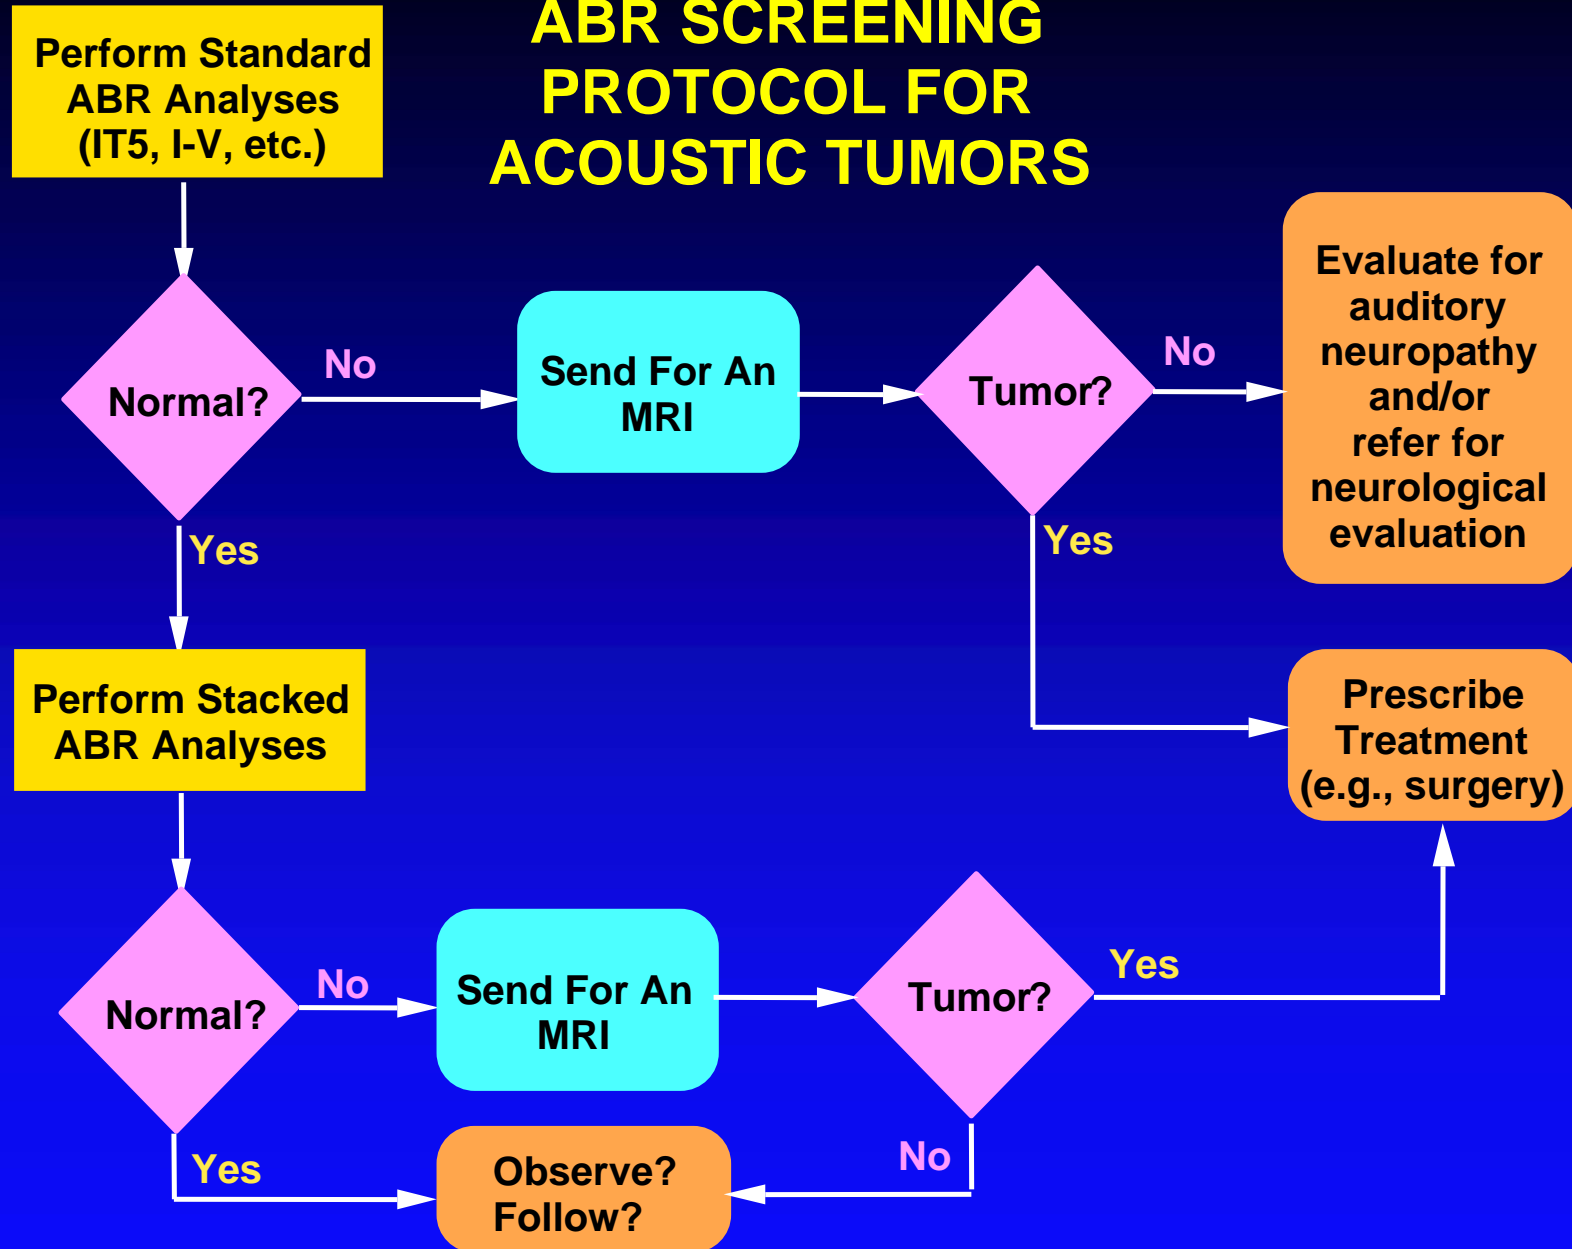 ABR SCREENING
PROTOCOL FOR
ACOUSTIC TUMORS
Perform Standard
ABR Analyses
(IT5, I-V, etc.)
Normal?
No
Send For An
MRI
Tumor?
No
Evaluate for
auditory
neuropathy
and/or
refer for
neurological
evaluation
Yes
Yes
Perform Stacked
ABR Analyses
Prescribe
Treatment
(e.g., surgery)
Normal?
No
Send For An
MRI
Tumor?
Yes
Yes
Observe?
Follow?
No